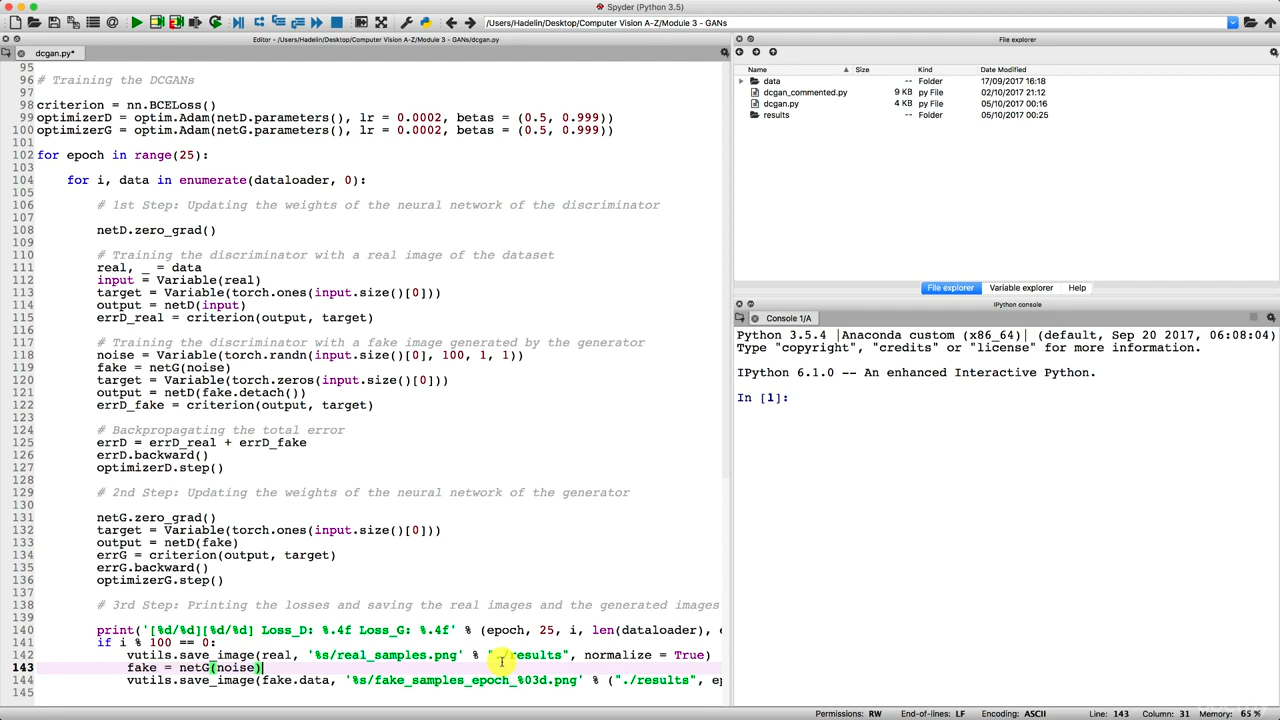 Spyder (Python 3.5)
/Users/Hadelin/Desktop/Computer Vision A-Z/Module 3 - GANs
Editor - /Users/Hadelin/Desktop/Computer Vision A-Z/Module 3 - GANs/dcgan.py
dcgan.py*
95
96 # Training the DCGANs
97
98 criterion = nn.BCELoss()
99 optimizerD = optim.Adam(netD.parameters(), lr = 0.0002, betas = (0.5, 0.999))
100 optimizerG = optim.Adam(netG.parameters(), lr = 0.0002, betas = (0.5, 0.999))
101
102 for epoch in range(25):
103
104 for i, data in enumerate(dataloader, 0):
105
106 # 1st Step: Updating the weights of the neural network of the discriminator
107
108 netD.zero_grad()
109
110 # Training the discriminator with a real image of the dataset
111 real, _ = data
112 input = Variable(real)
113 target = Variable(torch.ones(input.size()[0]))
114 output = netD(input)
115 errD_real = criterion(output, target)
116
117 # Training the discriminator with a fake image generated by the generator
118 noise = Variable(torch.randn(input.size()[0], 100, 1, 1))
119 fake = netG(noise)
120 target = Variable(torch.zeros(input.size()[0]))
121 output = netD(fake.detach())
122 errD_fake = criterion(output, target)
123
124 # Backpropagating the total error
125 errD = errD_real + errD_fake
126 errD.backward()
127 optimizerD.step()
128
129 # 2nd Step: Updating the weights of the neural network of the generator
130
131 netG.zero_grad()
132 target = Variable(torch.ones(input.size()[0]))
133 output = netD(fake)
134 errG = criterion(output, target)
135 errG.backward()
136 optimizerG.step()
137
138 # 3rd Step: Printing the losses and saving the real images and the generated images
139
140 print('[%d/%d][%d/%d] Loss_D: %.4f Loss_G: %.4f' % (epoch, 25, i, len(dataloader), e
141 if i % 100 == 0:
142 vutils.save_image(real, '%s/real_samples.png' % "./results", normalize = True)
143 fake = netG(noise)
144 vutils.save_image(fake.data, '%s/fake_samples_epoch_%03d.png' % ("./results", ep
145
File explorer
Name Size Kind Date Modified
data -- Folder 17/09/2017 16:18
dcgan_commented.py 9 KB py File 02/10/2017 21:12
dcgan.py 4 KB py File 05/10/2017 00:16
results -- Folder 05/10/2017 00:25
File explorer Variable explorer Help
IPython console
Console 1/A
Python 3.5.4 |Anaconda custom (x86_64)| (default, Sep 20 2017, 06:08:04)
Type "copyright", "credits" or "license" for more information.
IPython 6.1.0 -- An enhanced Interactive Python.
In [1]:
Permissions: RW End-of-lines: LF Encoding: ASCII Line: 143 Column: 31 Memory: 65 %